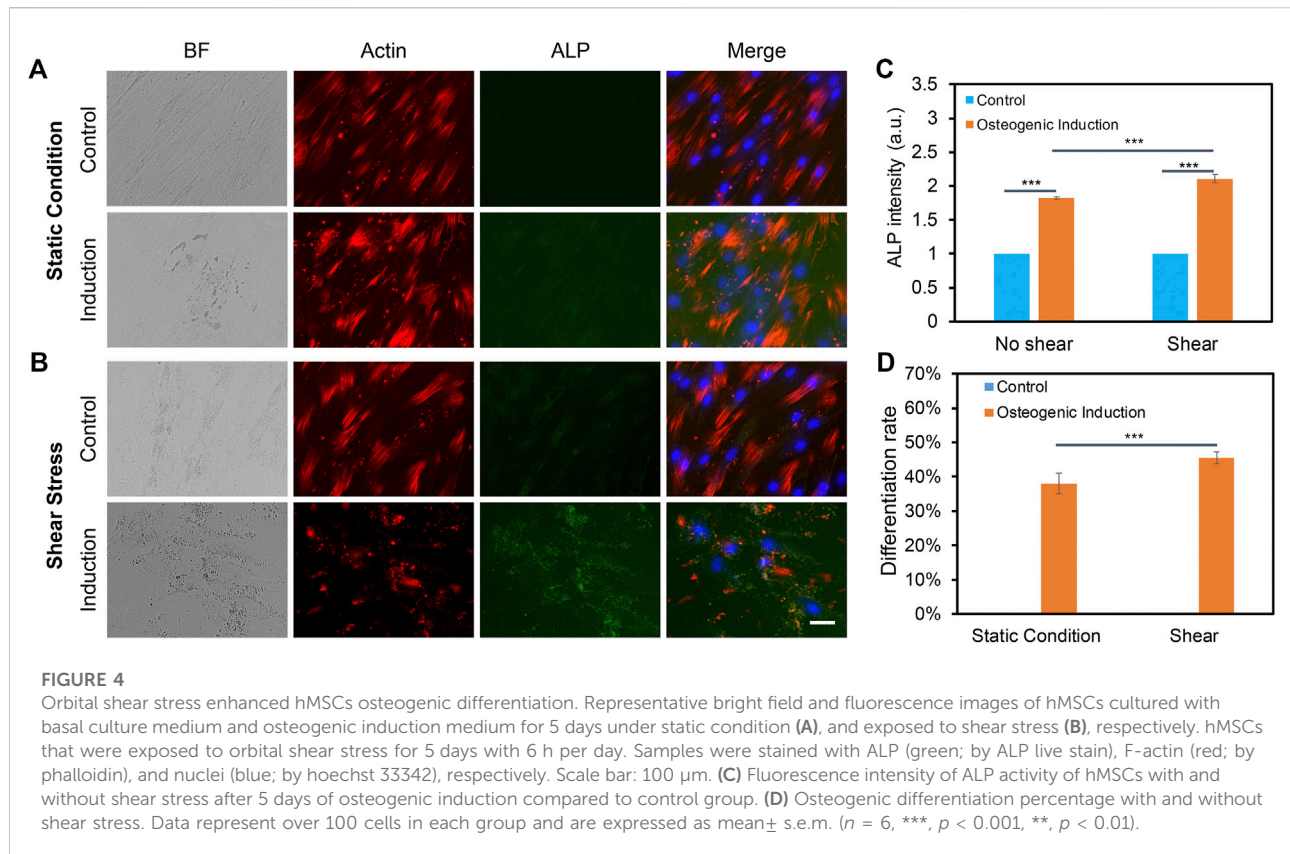 BF Actin ALP Merge
A
Static Condition
Control
Induction
B
Shear Stress
Control
Induction
C
ALP intensity (a.u.)
3.5
3
2.5
2
1.5
1
0.5
0
Control
Osteogenic Induction
***
*** ***
No shear Shear
D
Differentiation rate
70%
60%
50%
40%
30%
20%
10%
0%
Control
Osteogenic Induction
***
Static Condition Shear
FIGURE 4
Orbital shear stress enhanced hMSCs osteogenic differentiation. Representative bright field and fluorescence images of hMSCs cultured with
basal culture medium and osteogenic induction medium for 5 days under static condition (A), and exposed to shear stress (B), respectively. hMSCs
that were exposed to orbital shear stress for 5 days with 6 h per day. Samples were stained with ALP (green; by ALP live stain), F-actin (red; by
phalloidin), and nuclei (blue; by hoechst 33342), respectively. Scale bar: 100 µm. (C) Fluorescence intensity of ALP activity of hMSCs with and
without shear stress after 5 days of osteogenic induction compared to control group. (D) Osteogenic differentiation percentage with and without
shear stress. Data represent over 100 cells in each group and are expressed as mean± s.e.m. (n = 6, ***, p < 0.001, **, p < 0.01).